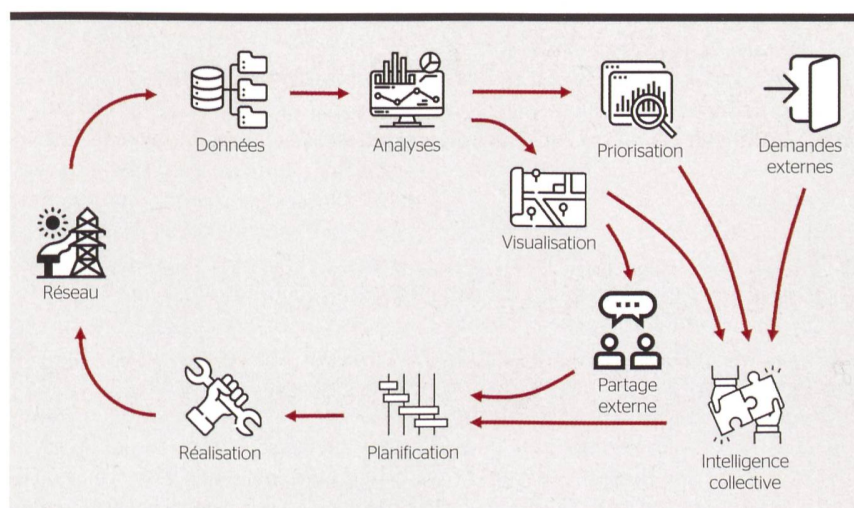 Données
Analyses
Priorisation
Demandes
externes
Visualisation
Réseau
Partage
externe
Réalisation
Planification
Intelligence
collective